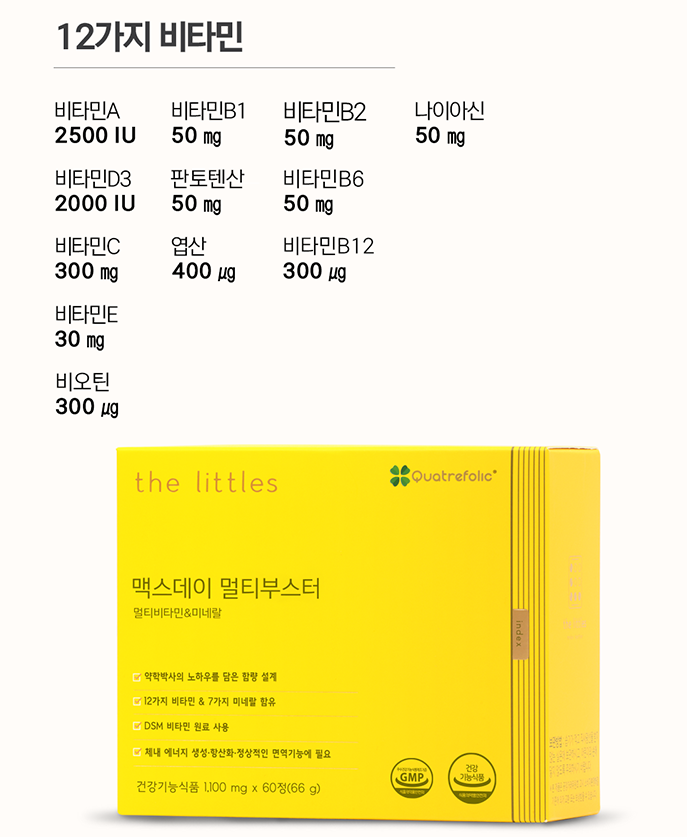 12가지 비타민
비타민A 비타민B1 비타민B2 나이아신
2500 IU 50 ㎎ 50 ㎎ 50 ㎎
비타민D3 판토텐산 비타민B6
2000 IU 50 ㎎ 50 ㎎
비타민C 엽산 비타민B12
300 ㎎ 400 ㎍ 300 ㎍
비타민E
30 ㎎
비오틴
300 ㎍
the littles
Quatrefolic®
맥스데이 멀티부스터
멀티비타민&미네랄
index
약학박사의 노하우를 담은 함량 설계
12가지 비타민 & 7가지 미네랄 함유
DSM 비타민 원료 사용
체내 에너지 생성·항산화·정상적인 면역기능에 필요
건강기능식품 1,100 mg x 60정(66 g)
GMP
건강
기능식품